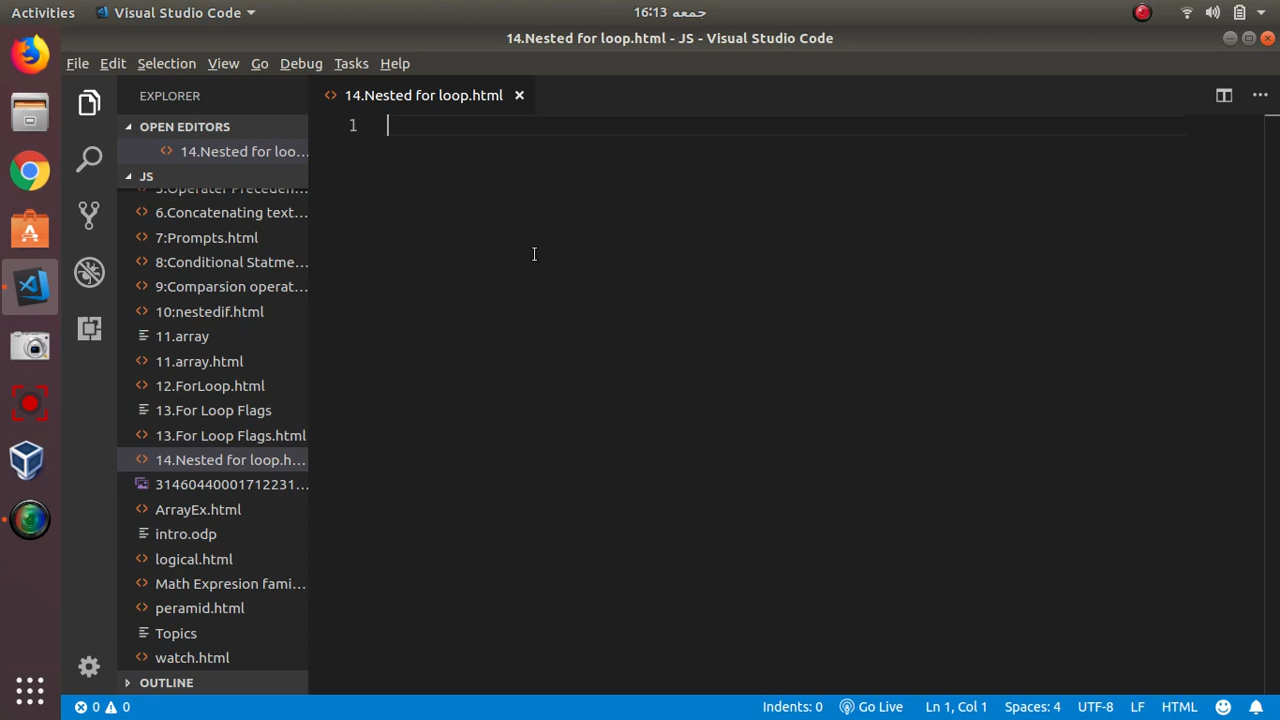 Activities
Visual Studio Code
جمعه 16:13
14.Nested for loop.html - JS - Visual Studio Code
File Edit Selection View Go Debug Tasks Help
EXPLORER
14.Nested for loop.html
OPEN EDITORS
14.Nested for loo...
JS
5:Operater Preceden...
6.Concatenating text...
7:Prompts.html
8:Conditional Statme...
9:Comparsion operat...
10:nestedif.html
11.array
11.array.html
12.ForLoop.html
13.For Loop Flags
13.For Loop Flags.html
14.Nested for loop.h...
31460440001712231...
ArrayEx.html
intro.odp
logical.html
Math Expresion fami...
peramid.html
Topics
watch.html
OUTLINE
1
0 0
Indents: 0
Go Live
Ln 1, Col 1
Spaces: 4
UTF-8
LF
HTML